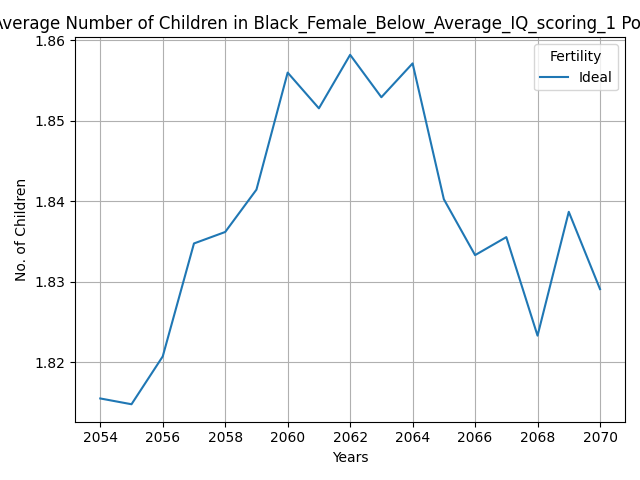 verage Number of Children in Black_Female_Below_Average_IQ_scoring_1 Po
Fertility
Ideal
1.86
1.85
1.84
1.83
1.82
No. of Children
2054 2056 2058 2060 2062 2064 2066 2068 2070
Years